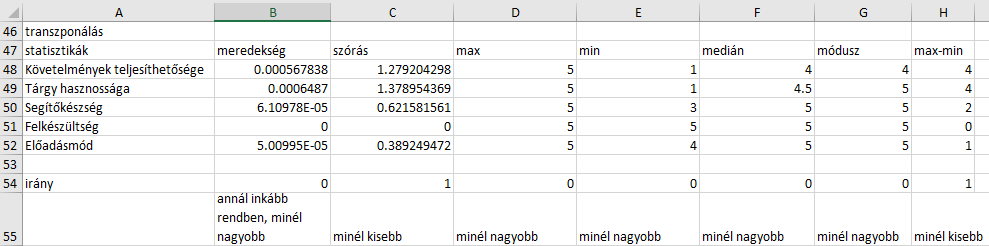 A B C D E F G H
46 transzponálás
47 statisztikák meredekség szórás max min medián módusz max-min
48 Követelmények teljesíthetősége 0.000567838 1.279204298 5 1 4 4 4
49 Tárgy hasznossága 0.0006487 1.378954369 5 1 4.5 5 4
50 Segítőkészség 6.10978E-05 0.621581561 5 3 5 5 2
51 Felkészültség 0 0 5 5 5 5 0
52 Előadásmód 5.00995E-05 0.389249472 5 4 5 5 1
53
54 irány 0 1 0 0 0 0 1
annál inkább
rendben, minél
55 nagyobb minél kisebb minél nagyobb minél nagyobb minél nagyobb minél nagyobb minél kisebb